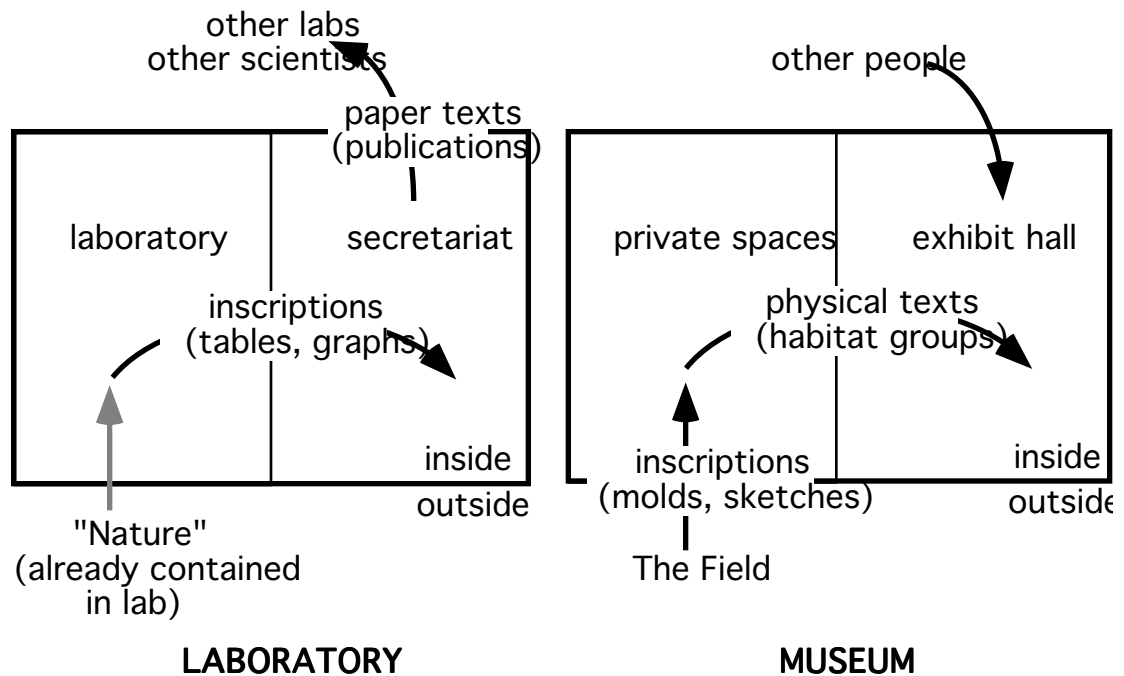 other labs
other scientists
paper texts
(publications)
laboratory
secretariat
inscriptions
(tables, graphs)
inside
outside
"Nature"
(already contained
in lab)
LABORATORY
other people
private spaces
exhibit hall
physical texts
(habitat groups)
inscriptions
(molds, sketches)
inside
outside
The Field
MUSEUM